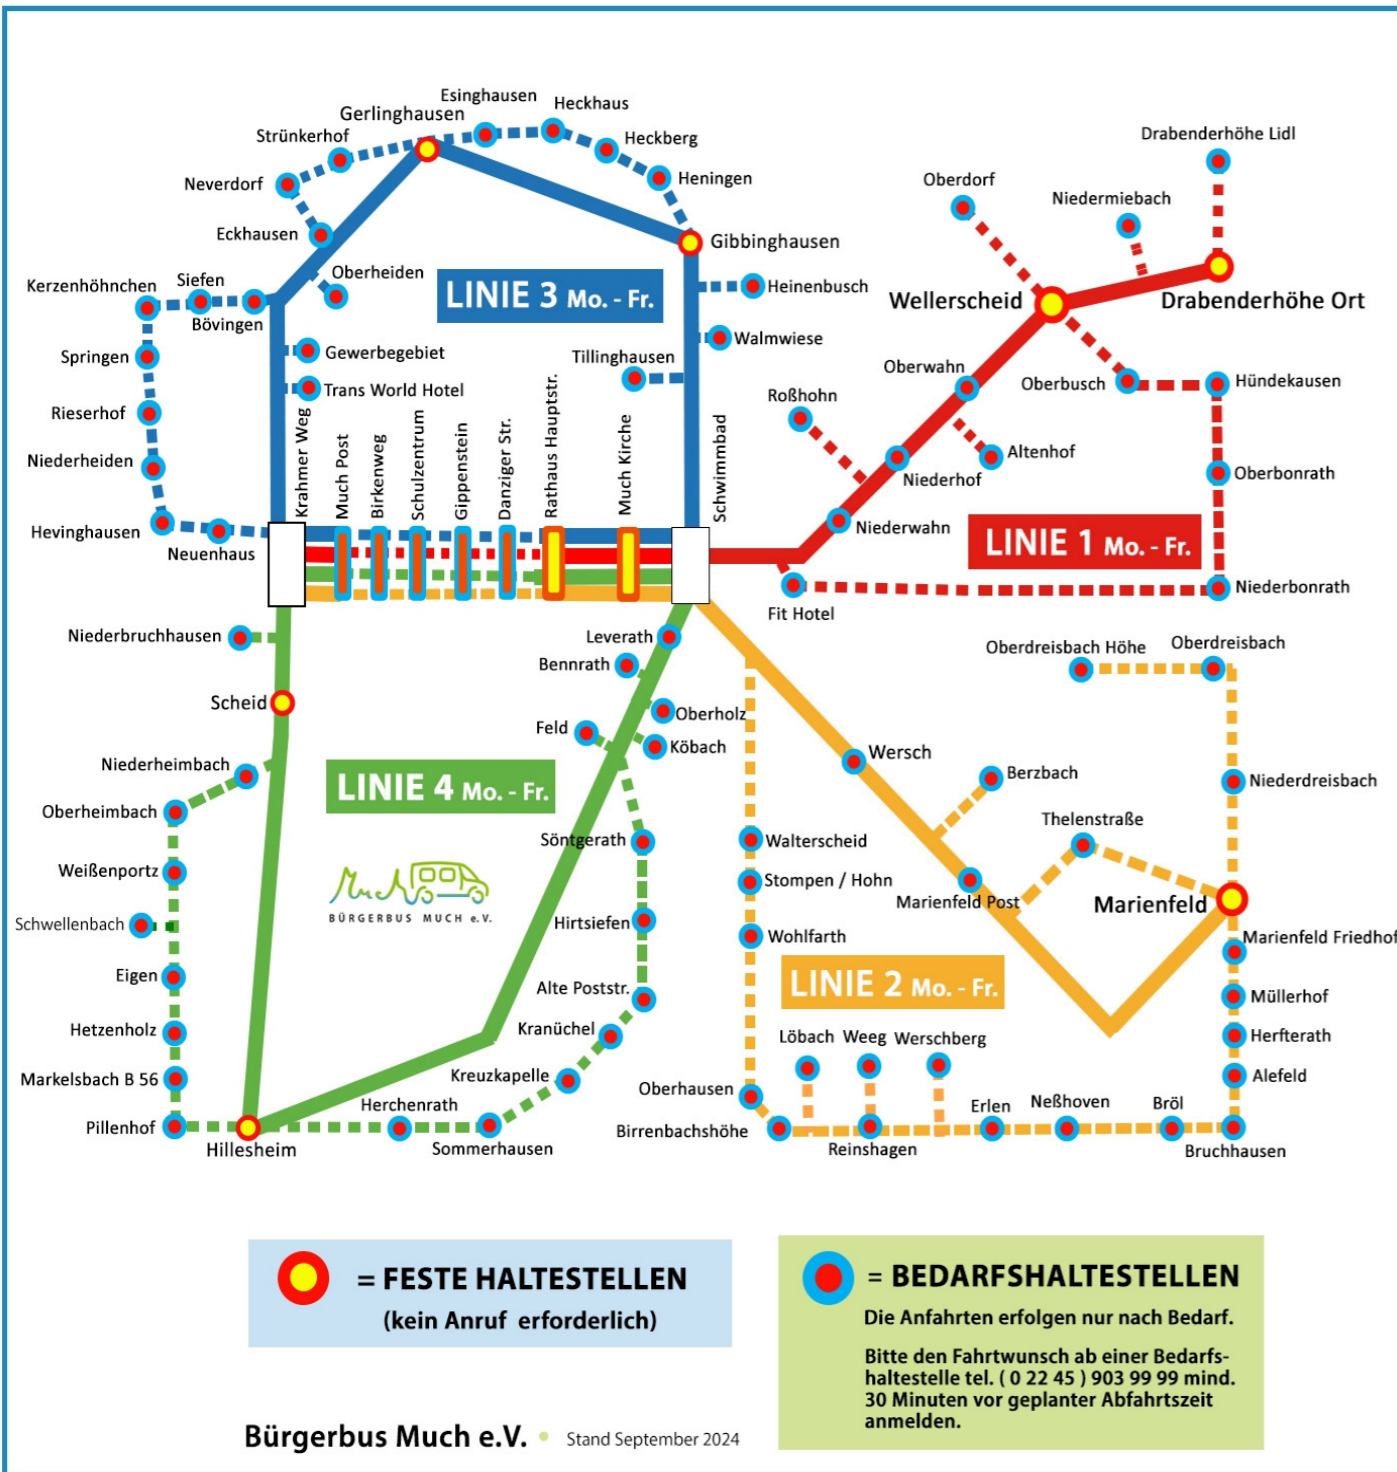 Esinghausen
Heckhaus
Gerlinghausen
Strünkerhof
Heckberg
Neverdorf
Heningen
Eckhausen
Gibbinghausen
Oberheiden
Siefen
Kerzenhöhnchen
Bövingen
LINIE 3 Mo. - Fr.
Heinenbusch
Walmwiese
Tillinghausen
Gewerbegebiet
Trans World Hotel
Springen
Rieserhof
Niederheiden
Hevinghausen
Neuenhaus
Krahmer Weg
Much Post
Birkenweg
Schulzentrum
Gippenstein
Danziger Str.
Rathaus Hauptstr.
Much Kirche
Schwimmbad
Drabenderhöhe Lidl
Oberdorf
Niedermiebach
Wellerscheid
Drabenderhöhe Ort
Oberwahn
Oberbusch
Hündekausen
Roßhohn
Altenhof
Niederhof
Oberbonrath
Niederwahn
LINIE 1 Mo. - Fr.
Niederbonrath
Fit Hotel
Niederbruchhausen
Scheid
Niederheimbach
Oberheimbach
Weißenportz
Schwellenbach
Eigen
Hetzenholz
Markelsbach B 56
Pillenhof
Hillesheim
LINIE 4 Mo. - Fr.
Much
BÜRGERBUS MUCH e.V.
Leverath
Bennrath
Oberholz
Feld
Köbach
Söntgerath
Hirtsiefen
Alte Poststr.
Kranüchel
Kreuzkapelle
Herchenrath
Sommerhausen
Oberdreisbach Höhe
Oberdreisbach
Wersch
Berzbach
Niederdreisbach
Thelenstraße
Walterscheid
Stompen / Hohn
Marienfeld Post
Marienfeld
Wohlfarth
Marienfeld Friedhof
LINIE 2 Mo. - Fr.
Müllerhof
Herfterath
Alefeld
Löbach
Weeg
Werschberg
Oberhausen
Birrenbachshöhe
Reinshagen
Erlen
Neßhoven
Bröl
Bruchhausen
= FESTE HALTESTELLEN
(kein Anruf erforderlich)
= BEDARFSHALTESTELLEN
Die Anfahrten erfolgen nur nach Bedarf.
Bitte den Fahrtwunsch ab einer Bedarfs-
haltestelle tel. ( 0 22 45 ) 903 99 99 mind.
30 Minuten vor geplanter Abfahrtszeit
anmelden.
Bürgerbus Much e.V. • Stand September 2024